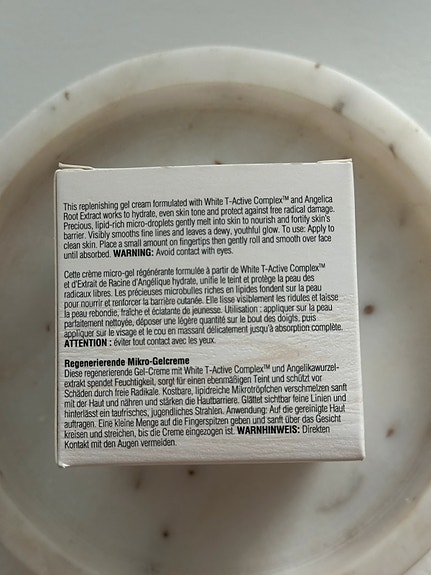 This replenishing gel cream formulated with White T-Active Complex™ and Angelica
Root Extract works to hydrate, even skin tone and protect against free radical damage.
Precious, lipid-rich micro-droplets gently melt into skin to nourish and fortify skin's
barrier. Visibly smooths fine lines and leaves a dewy, youthful glow. To use: Apply to
clean skin. Place a small amount on fingertips then gently roll and smooth over face
until absorbed. WARNING: Avoid contact with eyes.
Cette crème micro-gel régénérante formulée à partir de White T-Active Complex™
et d'Extrait de Racine d'Angélique hydrate, unifie le teint et protège la peau des
radicaux libres. Les précieuses microbulles riches en lipides fondent sur la peau
pour nourrir et renforcer la barrière cutanée. Elle lisse visiblement les ridules et laisse
la peau rebondie, fraîche et éclatante de jeunesse. Utilisation : appliquer sur la peau
parfaitement nettoyée, déposer une légère quantité sur le bout des doigts, puis
appliquer sur le visage et le cou en massant délicatement jusqu'à absorption complète.
ATTENTION : éviter tout contact avec les yeux.
Regenerierende Mikro-Gelcreme
Diese regenerierende Gel-Creme mit White T-Active Complex™ und Angelikawurzel-
extrakt spendet Feuchtigkeit, sorgt für einen ebenmäßigen Teint und schützt vor
Schäden durch freie Radikale. Kostbare, lipidreiche Mikrotröpfchen verschmelzen sanft
mit der Haut und nähren und stärken die Hautbarriere. Glättet sichtbar feine Linien und
hinterlässt ein taufrisches, jugendliches Strahlen. Anwendung: Auf die gereinigte Haut
auftragen. Eine kleine Menge auf die Fingerspitzen geben und sanft über das Gesicht
kreisen und streichen, bis die Creme eingezogen ist. WARNHINWEIS: Direkten
Kontakt mit den Augen vermeiden.